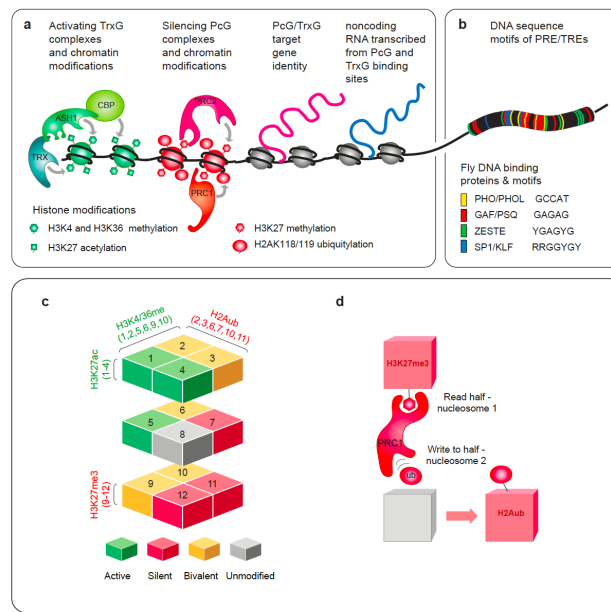 a
Activating TrxG
complexes
and chromatin
modifications
Silencing PcG
complexes
and chromatin
modifications
PcG/TrxG
target
gene
identity
noncoding
RNA transcribed
from PcG and
TrxG binding
sites
CBP
ASH1
TRX
PRC2
PRC1
Histone modifications
H3K4 and H3K36
methylation
H3K27 acetylation
H3K27 methylation
H2AK118/119 ubiquitylation
b
DNA sequence
motifs of PRE/TREs
Fly DNA binding
proteins & motifs
PHO/PHOL GCCAT
GAF/PSQ GAGAG
ZESTE YGAGYG
SP1/KLF RRGGYGY
c
H3K4/36me
(1,2,5,6,9,10)
H2Aub
(2,3,6,7,10,11)
H3K27ac
(1-4)
1
2
3
4
5
6
7
8
H3K27me3
(9-12)
9
10
11
12
Active
Silent
Bivalent
Unmodified
d
H3K27me3
Read half -
nucleosome 1
PRC1
Write to half -
nucleosome 2
ub
H2Aub